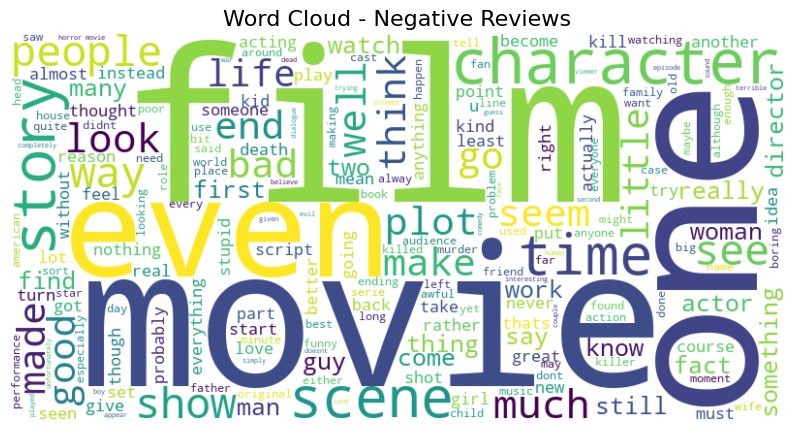 Word Cloud - Negative Reviews
saw
horror movie
people
almost
instead
many
head
house
thought
poor
quite
didnt
reason
need
without
feel
story
look
way
life
kid
someone
end
bad
use
bit
said
death
world
place
role
first
film
acting
around
war
dead
watch
cast
play
trying
making
well
think
two
mean
alway
book
believe
tell
fan
happen
line
guess
point
u
kind
least
anything
go
problem
character
become
kill
watching
another
viewer
episode
sound
old
family
want
terrible
right
actually
everyone
case
maybe
although
enough
little
try
really
director
idea
boring
one
completely
american
lot
sort
nothing
real
stupid
every
looking
given
evil
script
going
even
plot
killed
audience
murder
make
comedy
seem
used
put
anyone
might
second
time
woman
big
see
name
find
turn
star
got
day
especially
though
probably
everything
better
ending
serie
back
long
left
awful
take
yet
friend
far
interesting
human
couple
never
work
found
action
done
actor
something
made
good
movie
part
start
minute
love
best
funny
doesnt
simply
guy
come
rather
thing
thats
say
great
may
know
killer
course
fact
moment
performance
unfortunately
seen
give
set
boy
played
appear
father
original
show
man
isnt
either
scene
shot
girl
child
music
dont
new
much
still
must
wife
attempt
dialogue